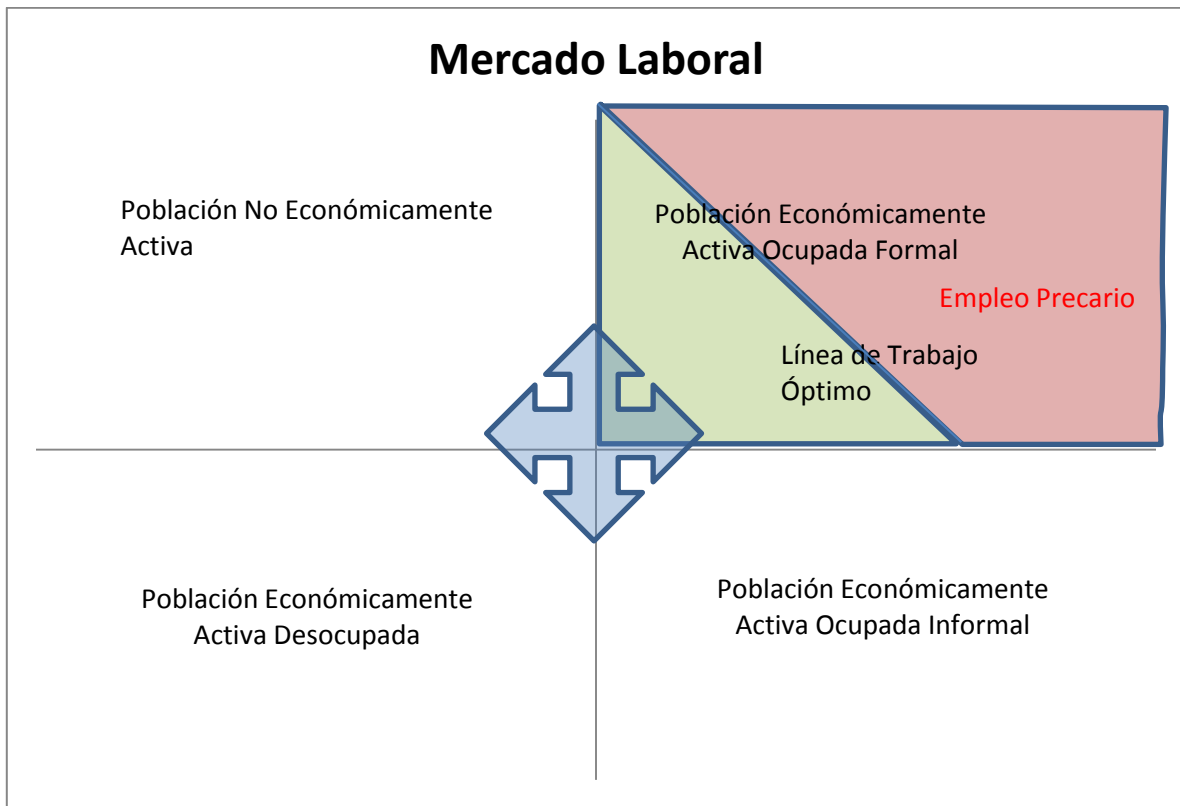 Mercado Laboral
Población No Económicamente
Activa
Población Económicamente
Activa Ocupada Formal
Empleo Precario
Línea de Trabajo
Óptimo
Población Económicamente
Activa Desocupada
Población Económicamente
Activa Ocupada Informal